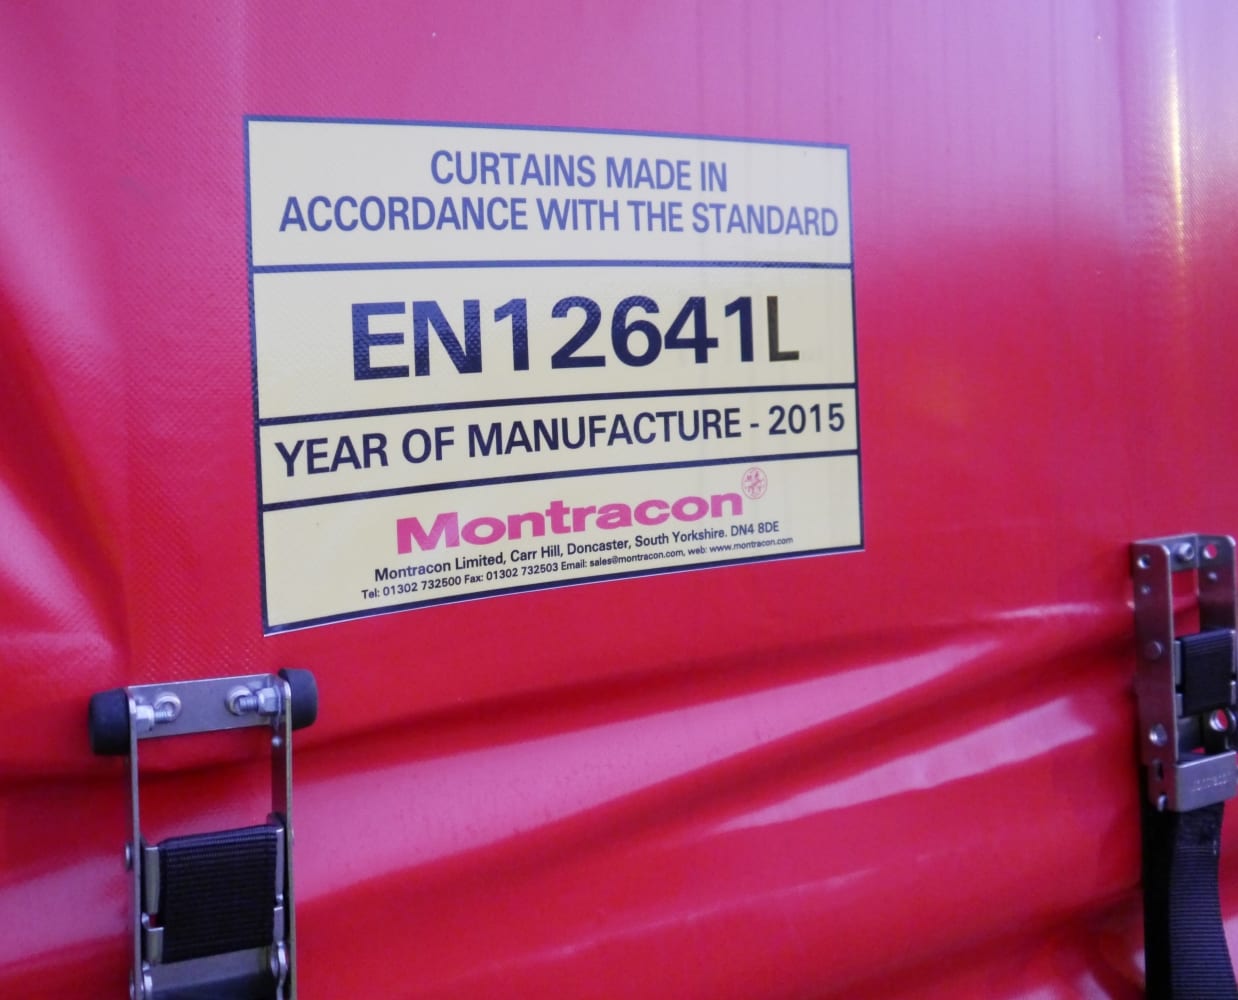 CURTAINS MADE IN
ACCORDANCE WITH THE STANDARD
EN12641L
YEAR OF MANUFACTURE - 2015
Montracon
Montracon Limited, Carr Hill, Doncaster, South Yorkshire. DN4 8DE
Tel: 01302 732500 Fax: 01302 732503 Email: sales@montracon.com, web: www.montracon.com